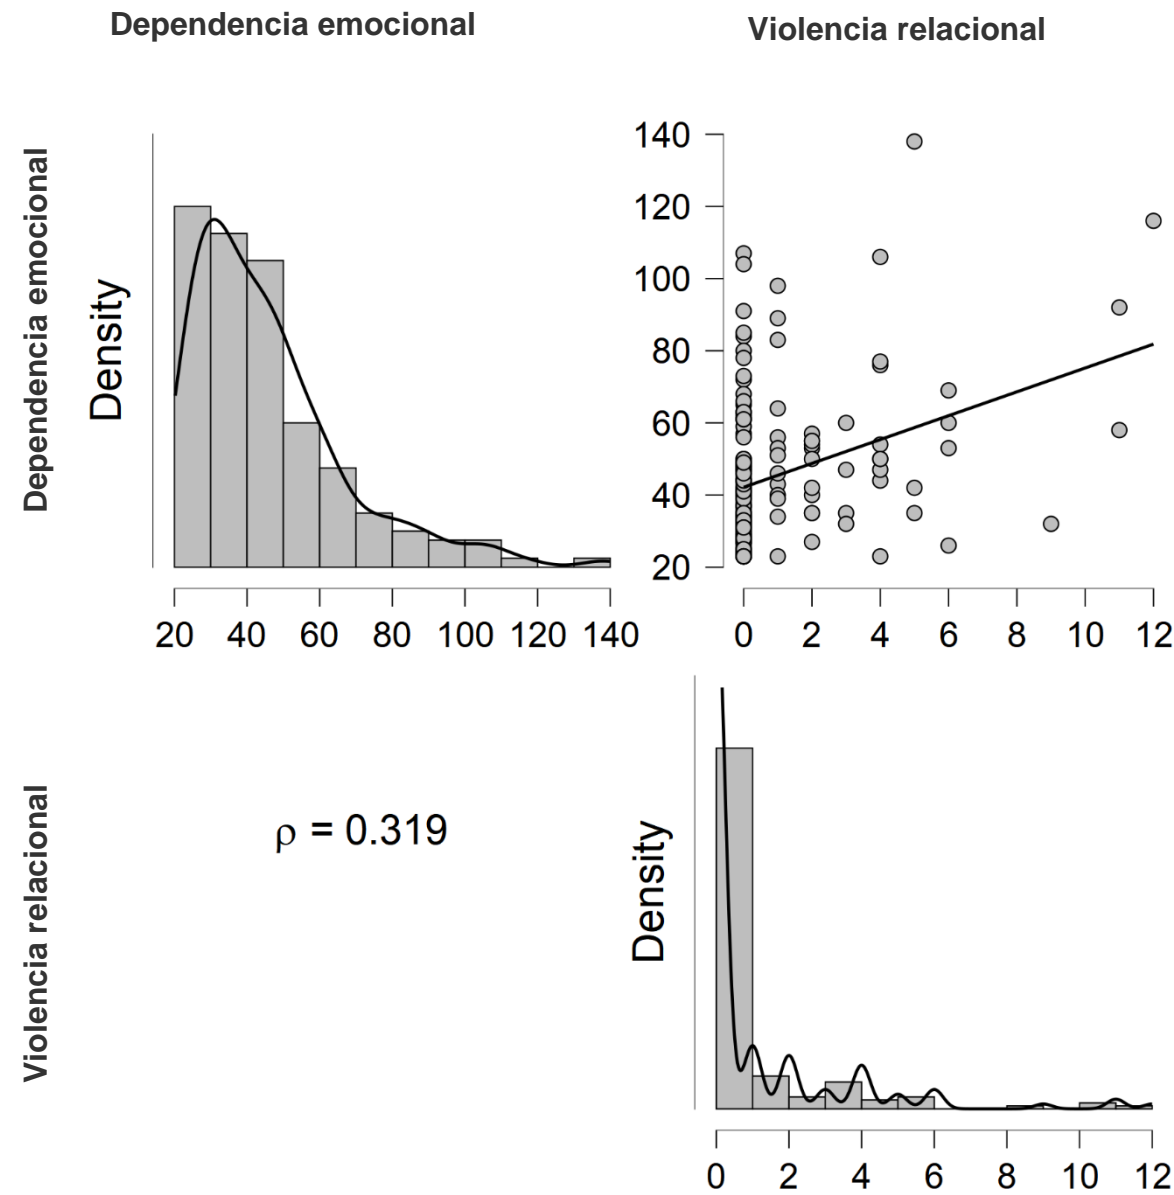 Dependencia emocional
Violencia relacional
Dependencia emocional
Density
20 40 60 80 100 120 140
140
120
100
80
60
40
20
0 2 4 6 8 10 12
Violencia relacional
ρ = 0.319
Density
0 2 4 6 8 10 12